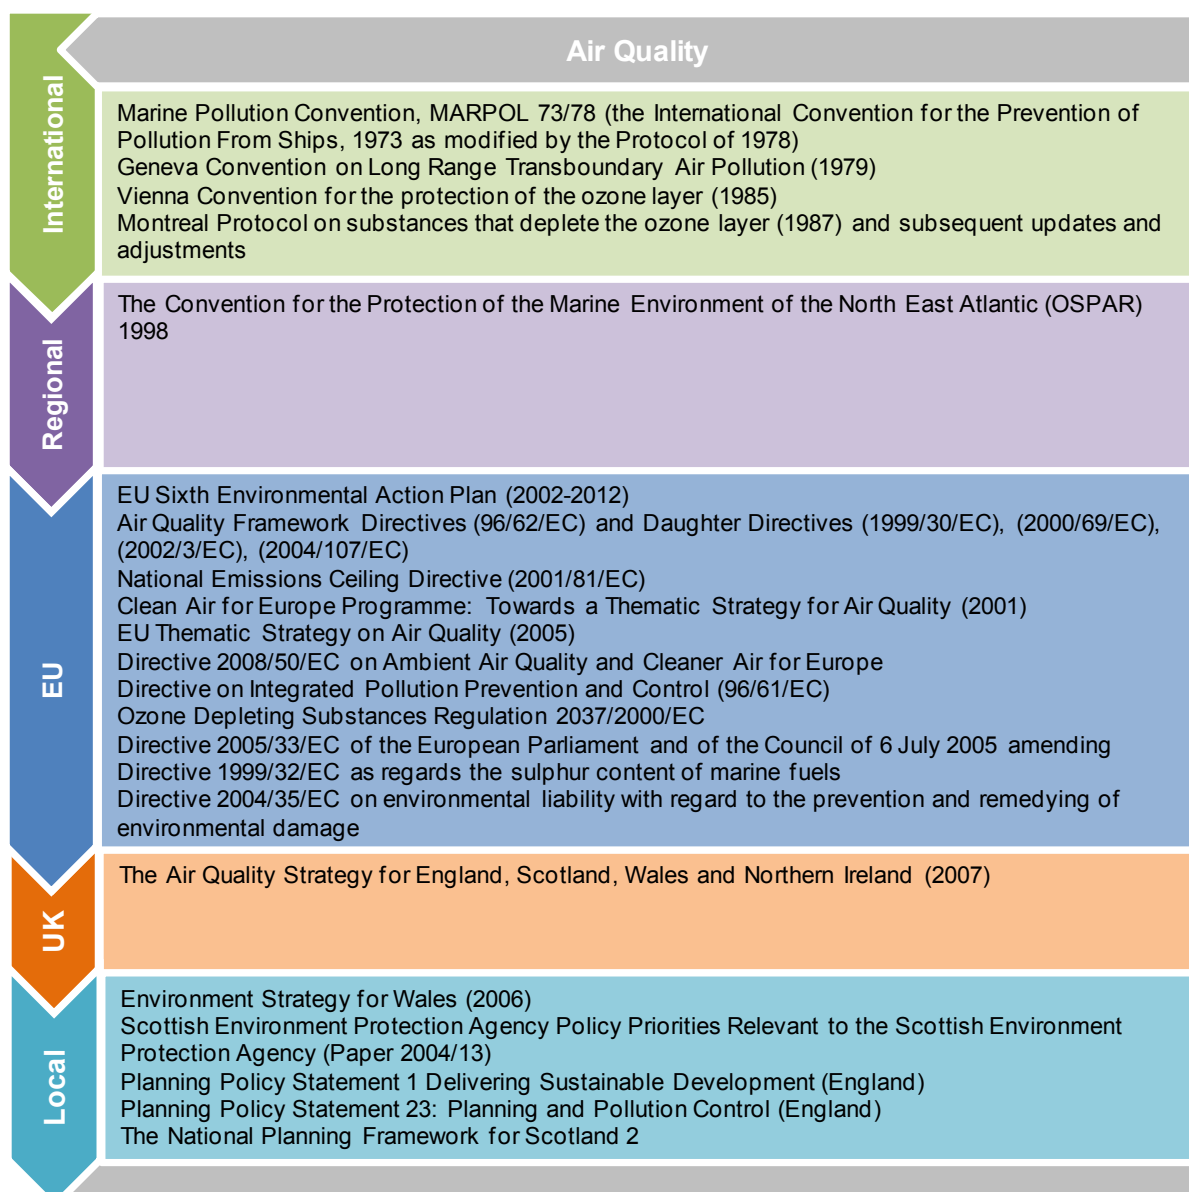 Air Quality
International
Marine Pollution Convention, MARPOL 73/78 (the International Convention for the Prevention of
Pollution From Ships, 1973 as modified by the Protocol of 1978)
Geneva Convention on Long Range Transboundary Air Pollution (1979)
Vienna Convention for the protection of the ozone layer (1985)
Montreal Protocol on substances that deplete the ozone layer (1987) and subsequent updates and
adjustments
Regional
The Convention for the Protection of the Marine Environment of the North East Atlantic (OSPAR)
1998
EU
EU Sixth Environmental Action Plan (2002-2012)
Air Quality Framework Directives (96/62/EC) and Daughter Directives (1999/30/EC), (2000/69/EC),
(2002/3/EC), (2004/107/EC)
National Emissions Ceiling Directive (2001/81/EC)
Clean Air for Europe Programme: Towards a Thematic Strategy for Air Quality (2001)
EU Thematic Strategy on Air Quality (2005)
Directive 2008/50/EC on Ambient Air Quality and Cleaner Air for Europe
Directive on Integrated Pollution Prevention and Control (96/61/EC)
Ozone Depleting Substances Regulation 2037/2000/EC
Directive 2005/33/EC of the European Parliament and of the Council of 6 July 2005 amending
Directive 1999/32/EC as regards the sulphur content of marine fuels
Directive 2004/35/EC on environmental liability with regard to the prevention and remedying of
environmental damage
UK
The Air Quality Strategy for England, Scotland, Wales and Northern Ireland (2007)
Local
Environment Strategy for Wales (2006)
Scottish Environment Protection Agency Policy Priorities Relevant to the Scottish Environment
Protection Agency (Paper 2004/13)
Planning Policy Statement 1 Delivering Sustainable Development (England)
Planning Policy Statement 23: Planning and Pollution Control (England)
The National Planning Framework for Scotland 2